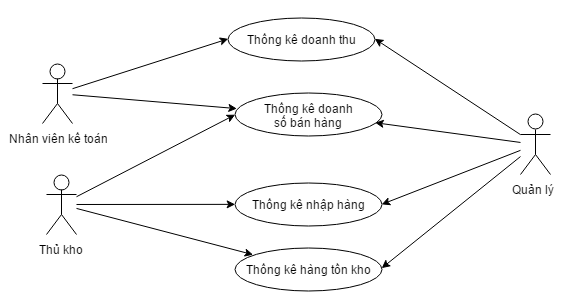 Thống kê doanh thu
Nhân viên kế toán
Thống kê doanh
số bán hàng
Quản lý
Thủ kho
Thống kê nhập hàng
Thống kê hàng tồn kho